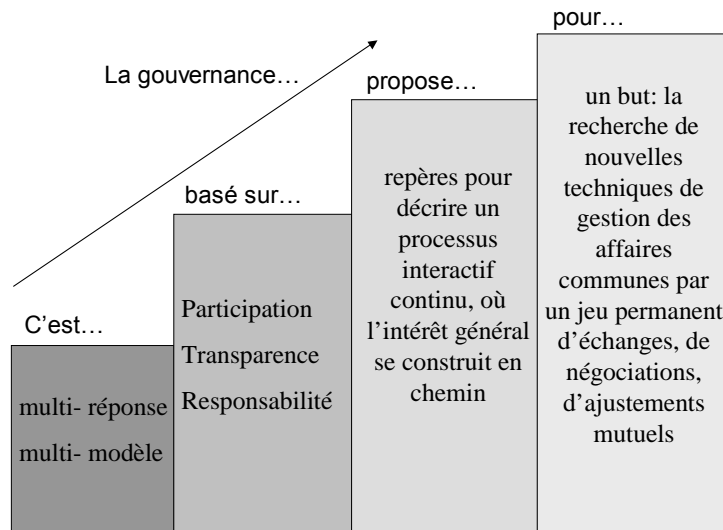 La gouvernance…
C'est…
multi- réponse
multi- modèle
basé sur…
Participation
Transparence
Responsabilité
propose…
repères pour
décrire un
processus
interactif
continu, où
l'intérêt général
se construit en
chemin
pour…
un but: la
recherche de
nouvelles
techniques de
gestion des
affaires
communes par
un jeu permanent
d'échanges, de
négociations,
d'ajustements
mutuels